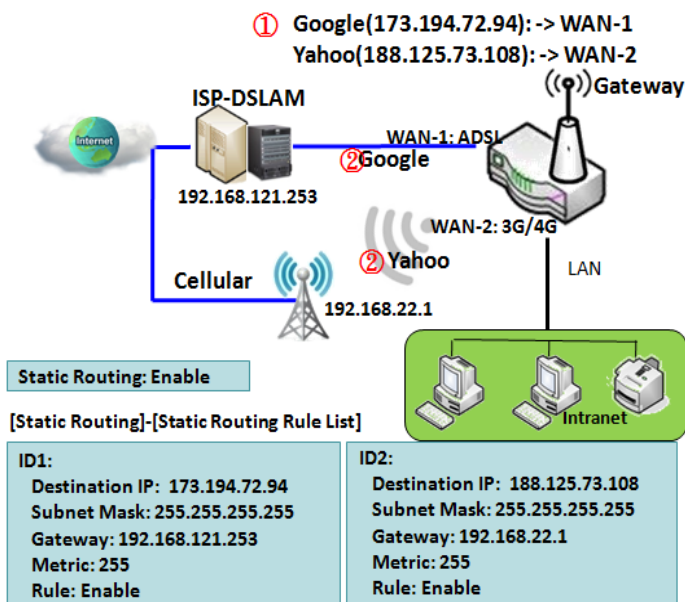 ① Google(173.194.72.94): -> WAN-1
Yahoo(188.125.73.108): -> WAN-2
Gateway
ISP-DSLAM
Internet
WAN-1: ADSL
② Google
192.168.121.253
WAN-2: 3G/4G
② Yahoo
LAN
Cellular
192.168.22.1
Static Routing: Enable
Intranet
[Static Routing]-[Static Routing Rule List]
ID1:
Destination IP: 173.194.72.94
Subnet Mask: 255.255.255.255
Gateway: 192.168.121.253
Metric: 255
Rule: Enable
ID2:
Destination IP: 188.125.73.108
Subnet Mask: 255.255.255.255
Gateway: 192.168.22.1
Metric: 255
Rule: Enable